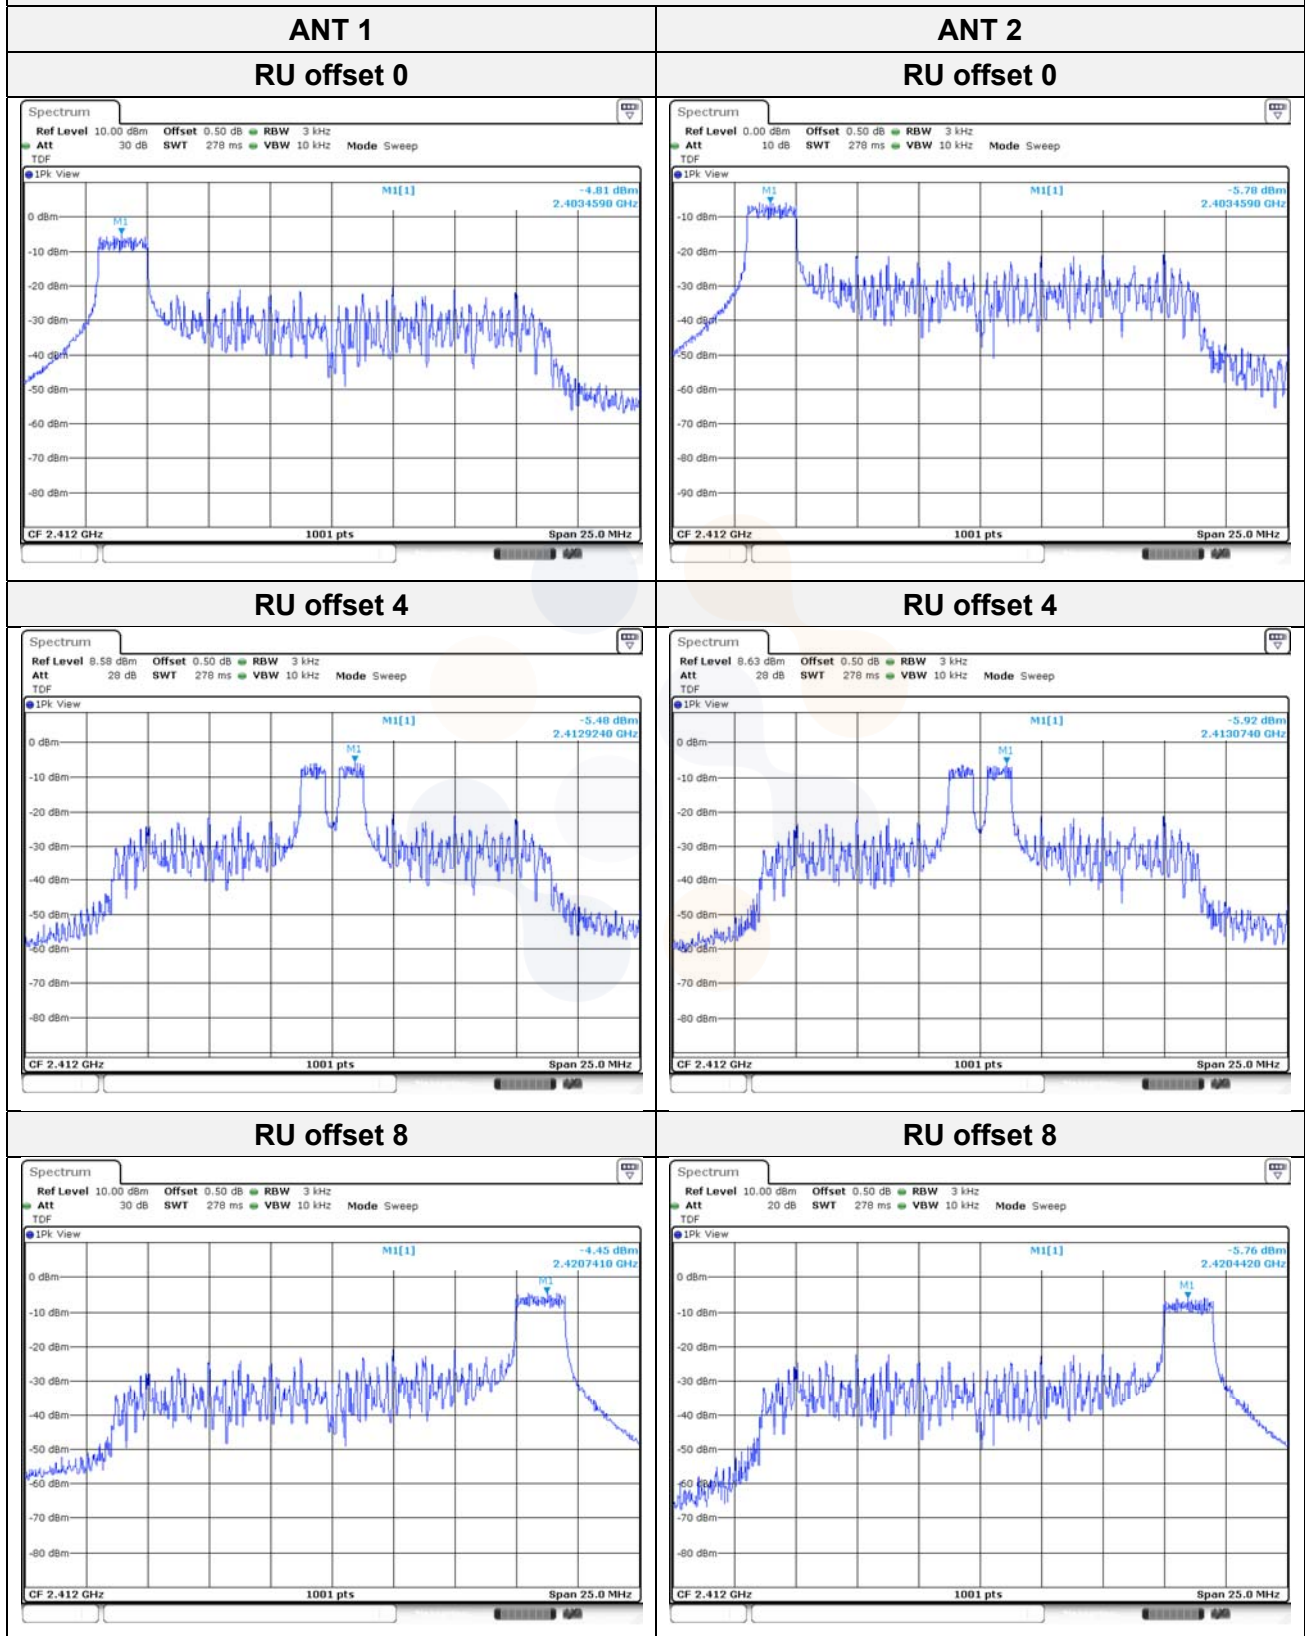 ANT 1
ANT 2
RU offset 0
RU offset 0
Spectrum
Ref Level 10.00 dBm Offset 0.50 dB RBW 3 kHz
Att 30 dB SWT 278 ms VBW 10 kHz Mode Sweep
TDF
1Pk View
M1[1] -4.81 dBm
2.4034590 GHz
M1
0 dBm
-10 dBm
-20 dBm
-30 dBm
-40 dBm
-50 dBm
-60 dBm
-70 dBm
-80 dBm
CF 2.412 GHz 1001 pts Span 25.0 MHz
Spectrum
Ref Level 0.00 dBm Offset 0.50 dB RBW 3 kHz
Att 10 dB SWT 278 ms VBW 10 kHz Mode Sweep
TDF
1Pk View
M1[1] -5.78 dBm
2.4034590 GHz
M1
-10 dBm
-20 dBm
-30 dBm
-40 dBm
-50 dBm
-60 dBm
-70 dBm
-80 dBm
-90 dBm
CF 2.412 GHz 1001 pts Span 25.0 MHz
RU offset 4
RU offset 4
Spectrum
Ref Level 8.58 dBm Offset 0.50 dB RBW 3 kHz
Att 28 dB SWT 278 ms VBW 10 kHz Mode Sweep
TDF
1Pk View
M1[1] -5.48 dBm
2.4129240 GHz
M1
0 dBm
-10 dBm
-20 dBm
-30 dBm
-40 dBm
-50 dBm
-60 dBm
-70 dBm
-80 dBm
CF 2.412 GHz 1001 pts Span 25.0 MHz
Spectrum
Ref Level 8.63 dBm Offset 0.50 dB RBW 3 kHz
Att 28 dB SWT 278 ms VBW 10 kHz Mode Sweep
TDF
1Pk View
M1[1] -5.92 dBm
2.4130740 GHz
M1
0 dBm
-10 dBm
-20 dBm
-30 dBm
-40 dBm
-50 dBm
-60 dBm
-70 dBm
-80 dBm
CF 2.412 GHz 1001 pts Span 25.0 MHz
RU offset 8
RU offset 8
Spectrum
Ref Level 10.00 dBm Offset 0.50 dB RBW 3 kHz
Att 30 dB SWT 278 ms VBW 10 kHz Mode Sweep
TDF
1Pk View
M1[1] -4.45 dBm
2.4207410 GHz
M1
0 dBm
-10 dBm
-20 dBm
-30 dBm
-40 dBm
-50 dBm
-60 dBm
-70 dBm
-80 dBm
CF 2.412 GHz 1001 pts Span 25.0 MHz
Spectrum
Ref Level 10.00 dBm Offset 0.50 dB RBW 3 kHz
Att 20 dB SWT 278 ms VBW 10 kHz Mode Sweep
TDF
1Pk View
M1[1] -5.76 dBm
2.4204420 GHz
M1
0 dBm
-10 dBm
-20 dBm
-30 dBm
-40 dBm
-50 dBm
-60 dBm
-70 dBm
-80 dBm
CF 2.412 GHz 1001 pts Span 25.0 MHz